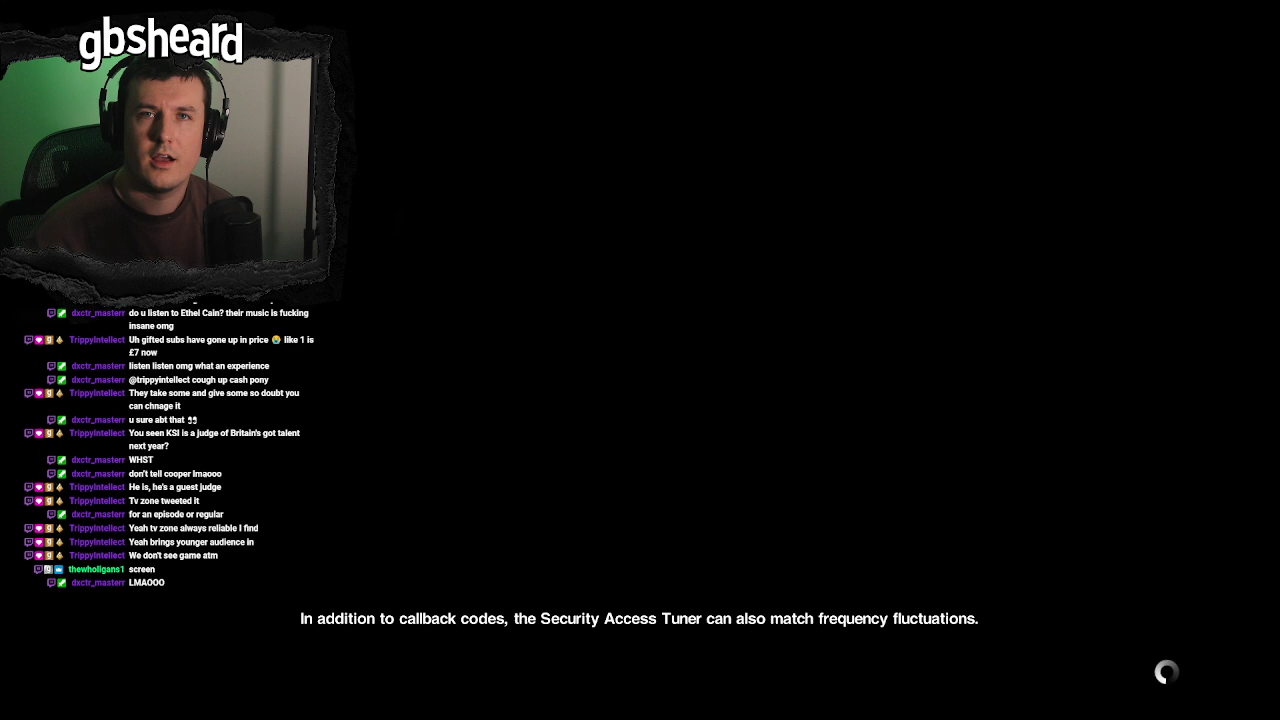 gbsheard
dxctr_masterr do u listen to Ethel Cain? their music is fucking
insane omg
TrippyIntellect Uh gifted subs have gone up in price 😭 like 1 is
£7 now
dxctr_masterr listen listen omg what an experience
dxctr_masterr @trippyintellect cough up cash pony
TrippyIntellect They take some and give some so doubt you
can chnage it
dxctr_masterr u sure abt that 👀
TrippyIntellect You seen KSI is a judge of Britain's got talent
next year?
dxctr_masterr WHST
dxctr_masterr don't tell cooper lmaooo
TrippyIntellect He is, he's a guest judge
TrippyIntellect Tv zone tweeted it
dxctr_masterr for an episode or regular
TrippyIntellect Yeah tv zone always reliable I find
TrippyIntellect Yeah brings younger audience in
TrippyIntellect We don't see game atm
thewholigans1 screen
dxctr_masterr LMAOOO
In addition to callback codes, the Security Access Tuner can also match frequency fluctuations.